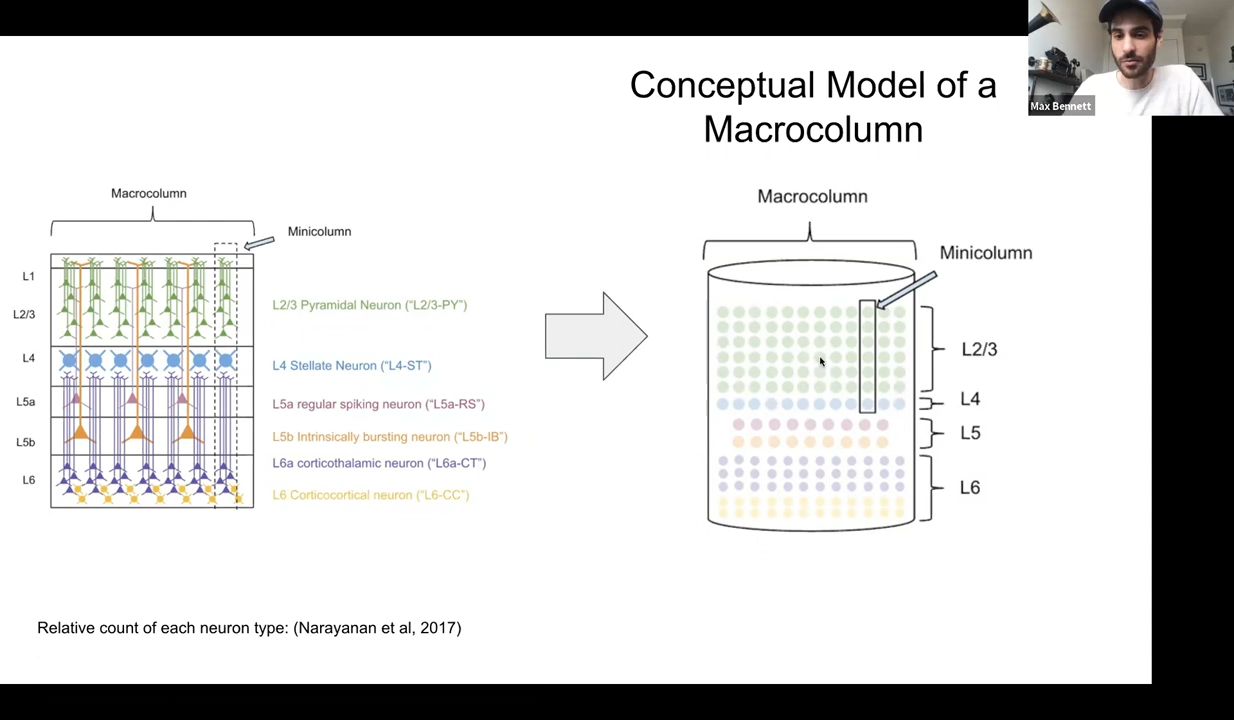 Conceptual Model of a
Macrocolumn
Max Bennett
Macrocolumn
Minicolumn
L1
L2/3
L4
L5a
L5b
L6
L2/3 Pyramidal Neuron ("L2/3-PY")
L4 Stellate Neuron ("L4-ST")
L5a regular spiking neuron ("L5a-RS")
L5b Intrinsically bursting neuron ("L5b-IB")
L6a corticothalamic neuron ("L6a-CT")
L6 Corticocortical neuron ("L6-CC")
Macrocolumn
Minicolumn
L2/3
L4
L5
L6
Relative count of each neuron type: (Narayanan et al, 2017)